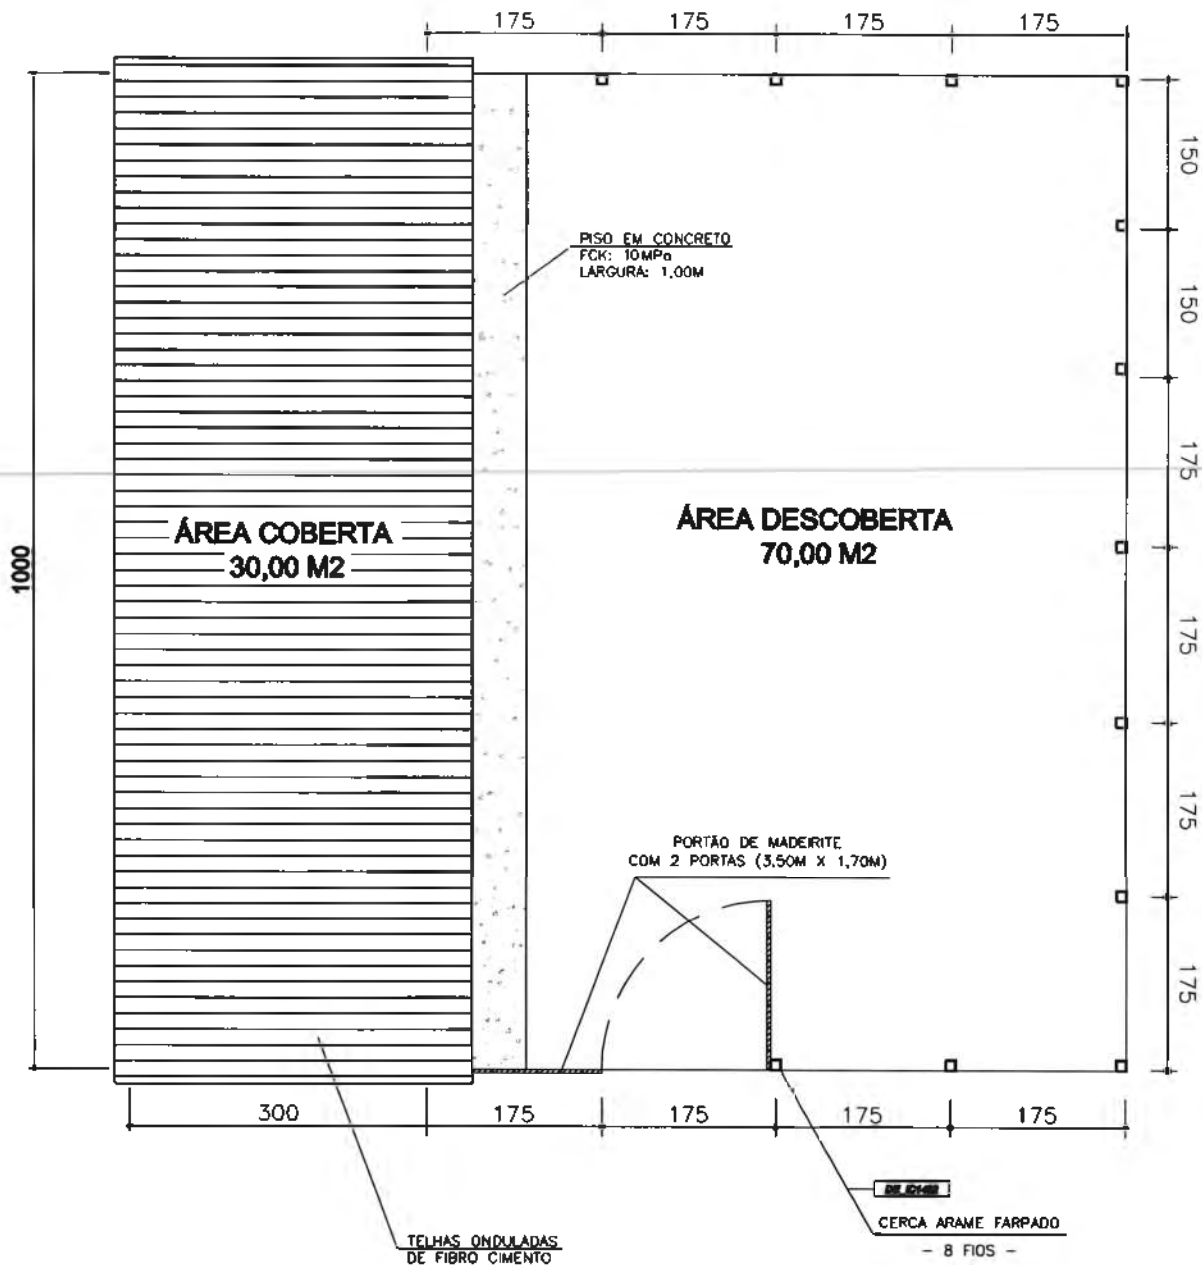 175 175 175 175
150
150
175
175
175
175
1000
PISO EM CONCRETO
FCK: 10MPa
LARGURA: 1,00M
ÁREA COBERTA
30,00 M2
ÁREA DESCOBERTA
70,00 M2
PORTÃO DE MADEIRITE
COM 2 PORTAS (3,50M X 1,70M)
300 175 175 175 175
CERCA ARAME FARPADO
- 8 FIOS -
TELHAS ONDULADAS
DE FIBRO CIMENTO